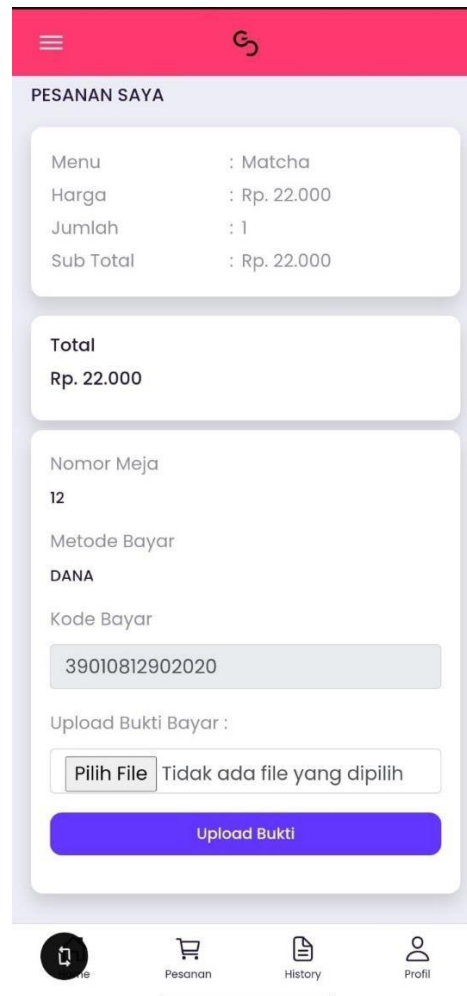 PESANAN SAYA
Menu : Matcha
Harga : Rp. 22.000
Jumlah : 1
Sub Total : Rp. 22.000
Total
Rp. 22.000
Nomor Meja
12
Metode Bayar
DANA
Kode Bayar
39010812902020
Upload Bukti Bayar :
Pilih File Tidak ada file yang dipilih
Upload Bukti
Pesanan History Profil